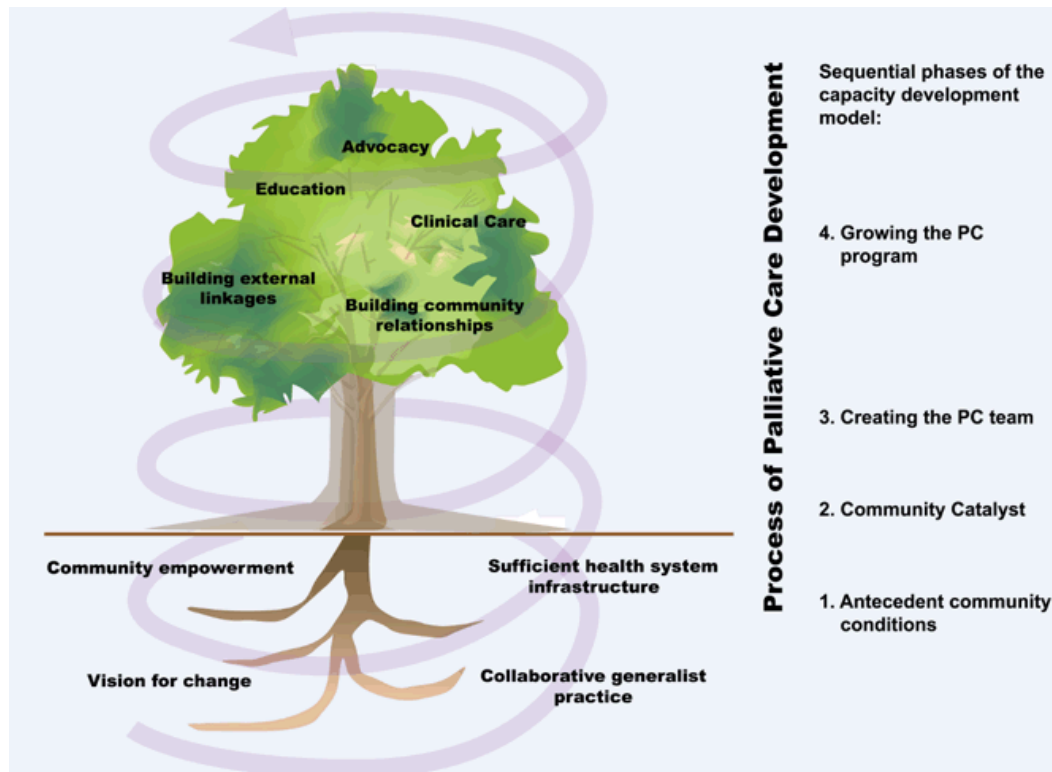 Advocacy
Education
Clinical Care
Building external
linkages
Building community
relationships
Community empowerment
Sufficient health system
infrastructure
Vision for change
Collaborative generalist
practice
Process of Palliative Care Development
Sequential phases of the
capacity development
model:
4. Growing the PC
program
3. Creating the PC team
2. Community Catalyst
1. Antecedent community
conditions